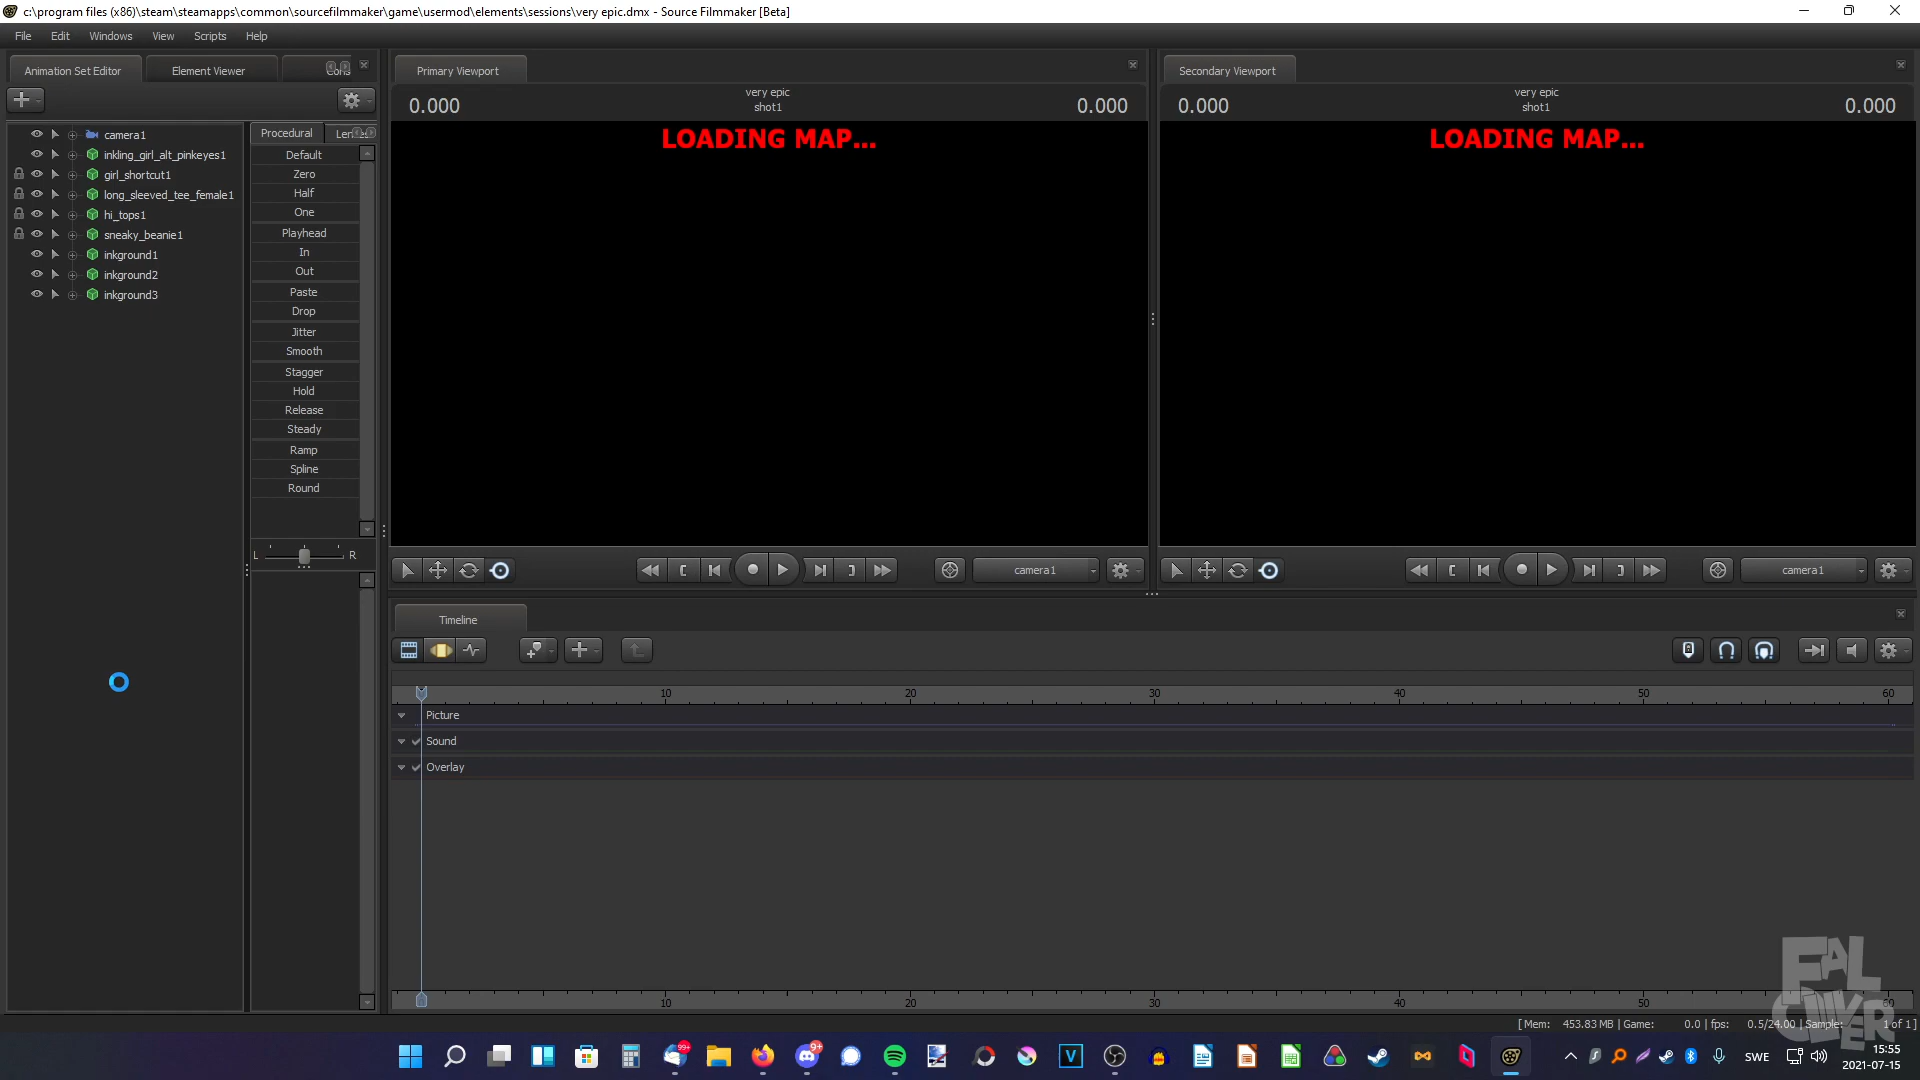 c:\program files (x86)\steam\steamapps\common\sourcefilmmaker\game\usermod\elements\sessions\very epic.dmx - Source Filmmaker [Beta]
File Edit Windows View Scripts Help
Animation Set Editor Element Viewer Cons
Primary Viewport
Secondary Viewport
0.000 very epic 0.000
shot1
0.000 very epic 0.000
shot1
LOADING MAP...
LOADING MAP...
camera1
inkling_girl_alt_pinkeyes1
girl_shortcut1
long_sleeved_tee_female1
hi_tops1
sneaky_beanie1
inkground1
inkground2
inkground3
Procedural
Default
Zero
Half
One
Playhead
In
Out
Paste
Drop
Jitter
Smooth
Stagger
Hold
Release
Steady
Ramp
Spline
Round
L R
camera1
camera1
Timeline
10 20 30 40 50 60
Picture
Sound
Overlay
10 20 30 40 50 60
[ Mem: 453.83 MB | Game: 0.0 | fps: 0.5/24.00 | Sample: 1 of 1 ]
99+
9+
V
SWE
15:55
2021-07-15